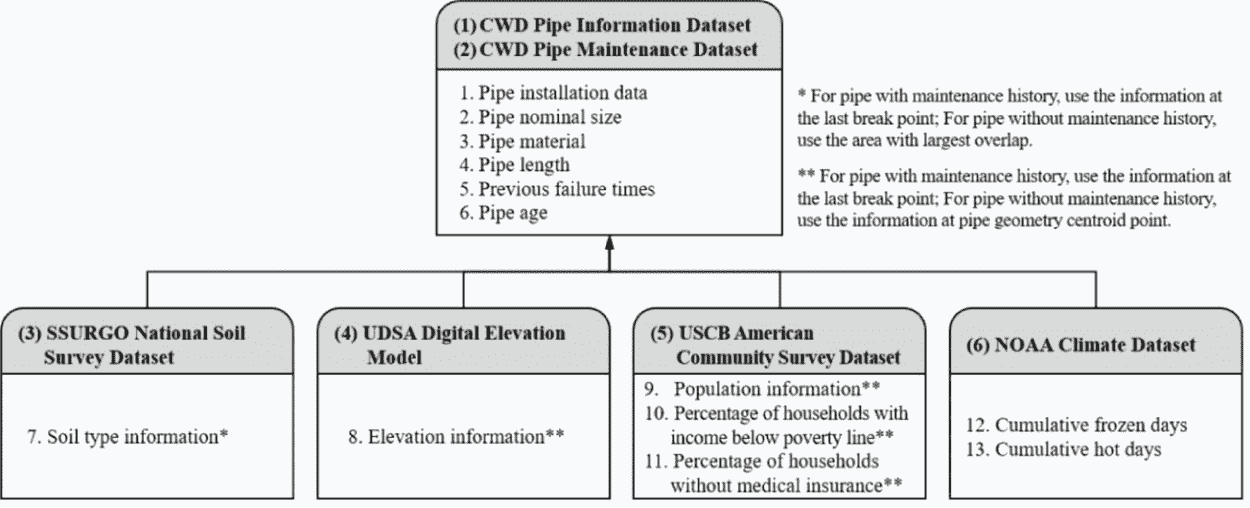 (1) CWD Pipe Information Dataset
(2) CWD Pipe Maintenance Dataset
1. Pipe installation data
2. Pipe nominal size
3. Pipe material
4. Pipe length
5. Previous failure times
6. Pipe age
* For pipe with maintenance history, use the information at
the last break point; For pipe without maintenance history,
use the area with largest overlap.
** For pipe with maintenance history, use the information at
the last break point; For pipe without maintenance history,
use the information at pipe geometry centroid point.
(3) SSURGO National Soil
Survey Dataset
7. Soil type information*
(4) UDSA Digital Elevation
Model
8. Elevation information**
(5) USCB American
Community Survey Dataset
9. Population information**
10. Percentage of households with
income below poverty line**
11. Percentage of households
without medical insurance**
(6) NOAA Climate Dataset
12. Cumulative frozen days
13. Cumulative hot days